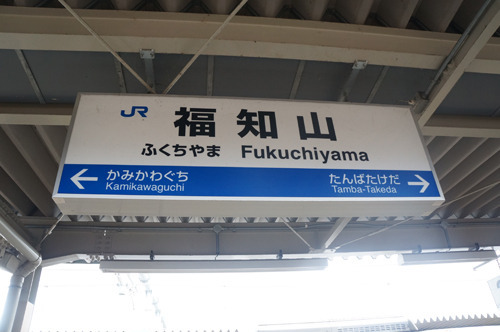 JR 福知山
ふくちやま Fukuchiyama
← かみかわぐち たんばたけだ →
Kamikawaguchi Tamba-Takeda